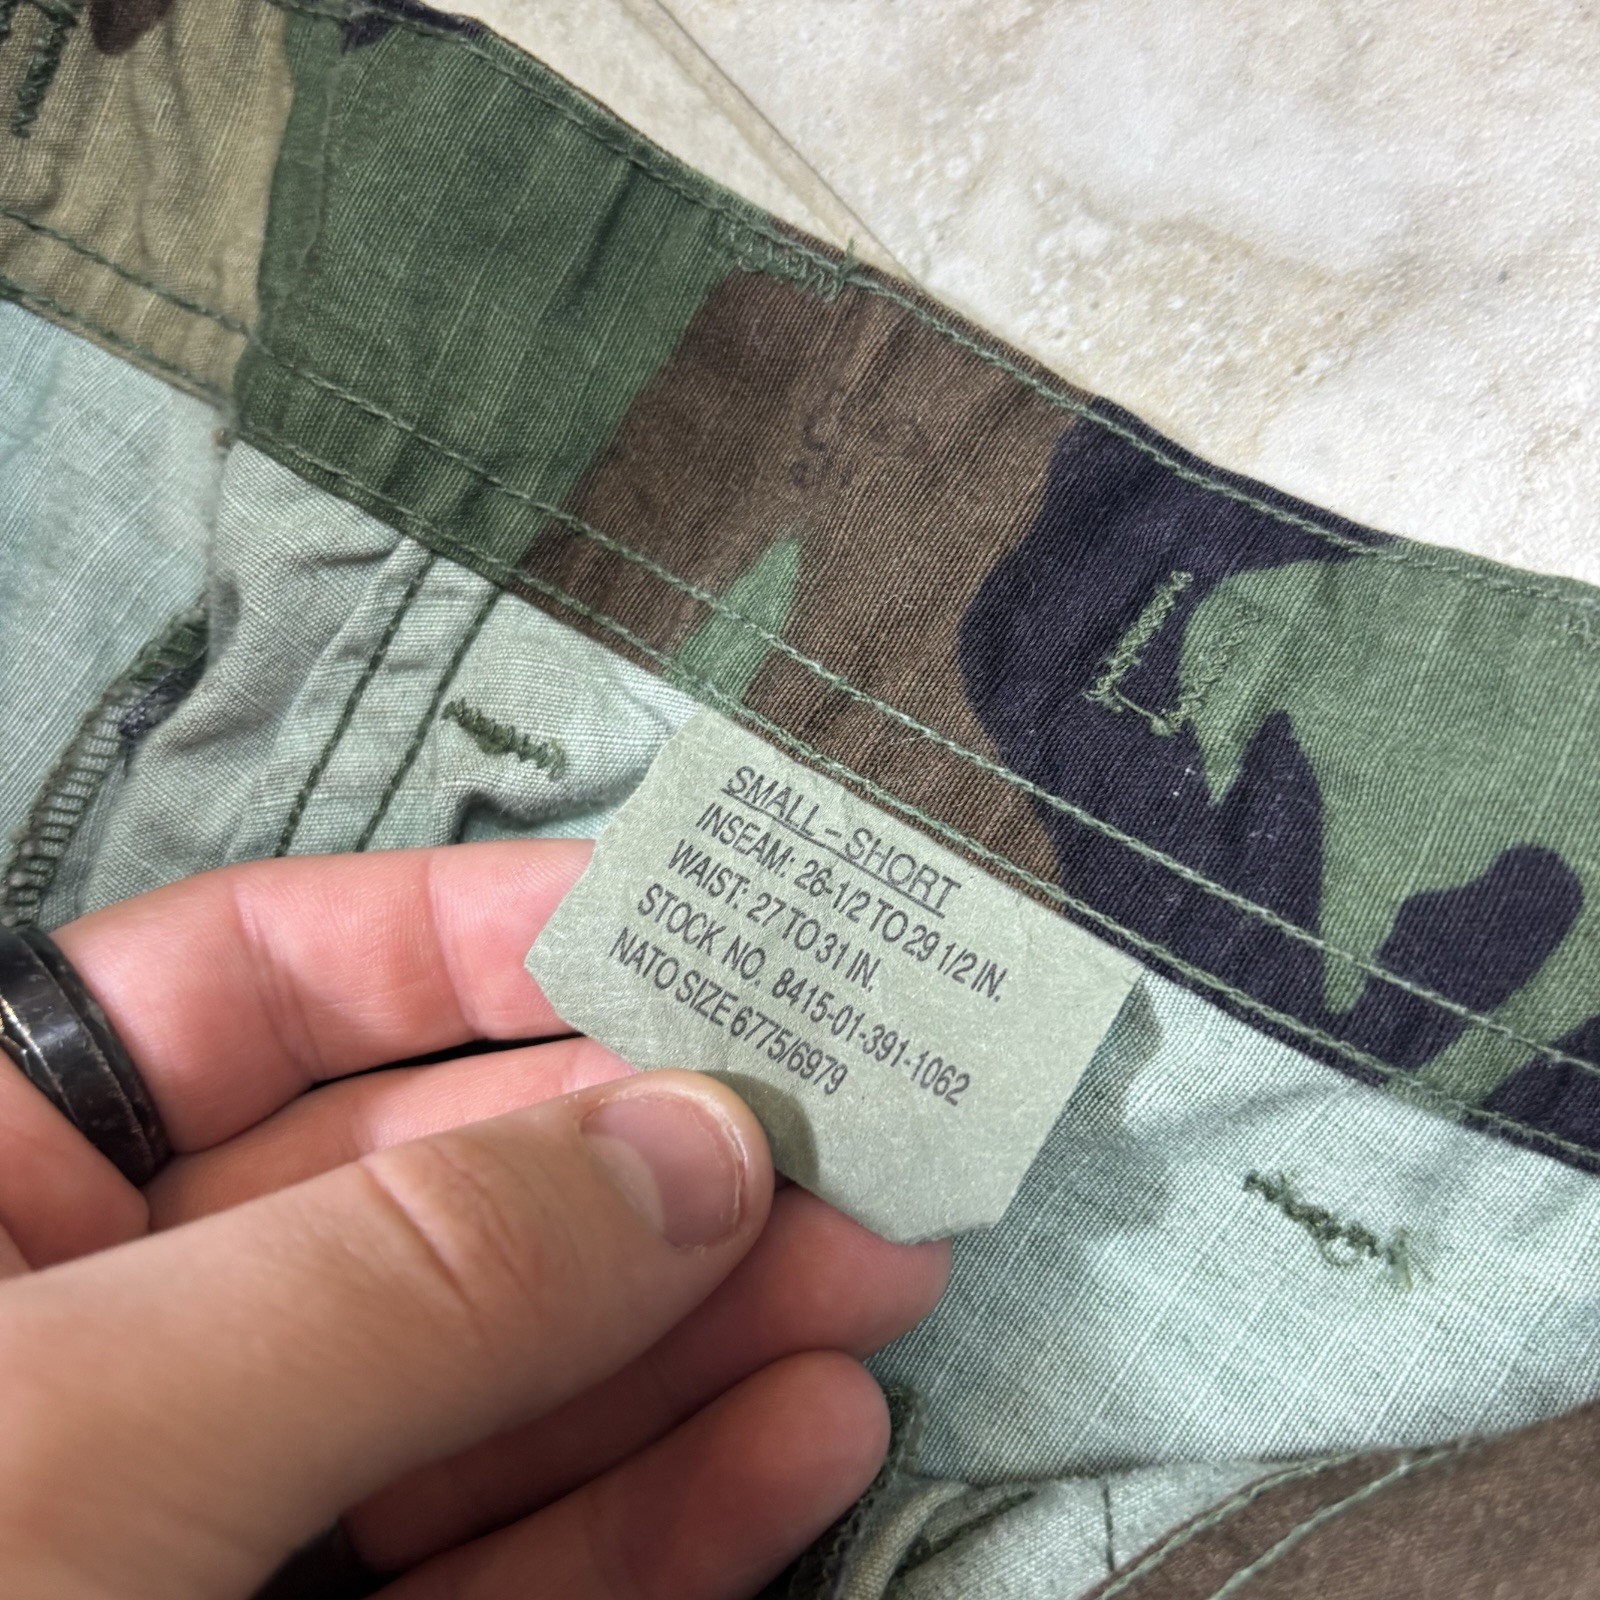 SMALL-SHORT
INSEAM: 26-1/2 TO 29 1/2 IN.
WAIST: 27 TO 31 IN.
STOCK NO. 8415-01-391-1062
NATO SIZE 6775/6979